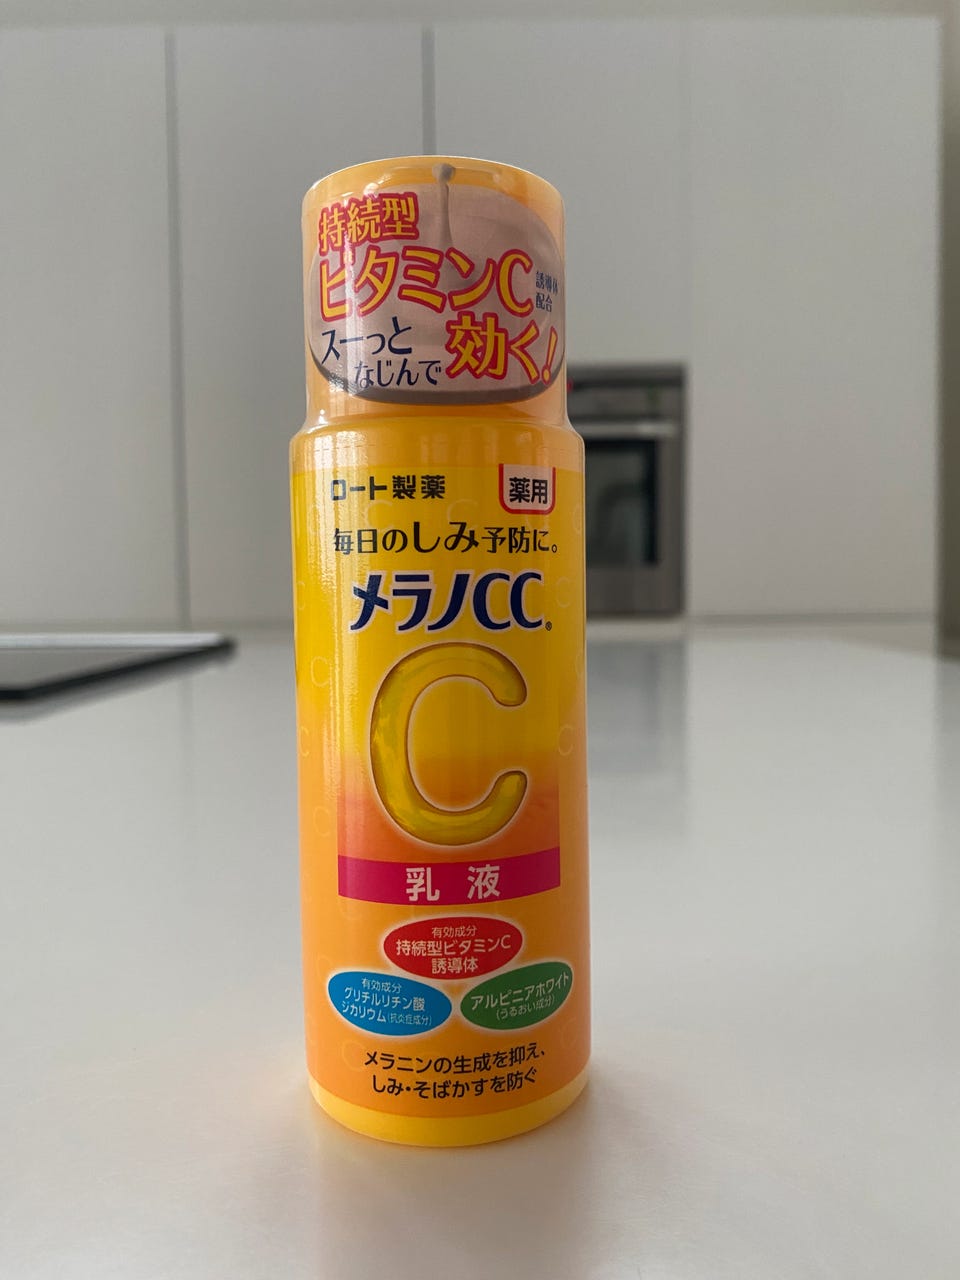 持続型
ビタミンC誘導体
配合
スーっと
なじんで効く!
ロート製薬 薬用
毎日のしみ予防に。
メラノCC®
C
乳液
有効成分
持続型ビタミンC
誘導体
有効成分
グリチルリチン酸
ジカリウム(抗炎症成分)
アルピニアホワイト
(うるおい成分)
メラニンの生成を抑え、
しみ・そばかすを防ぐ